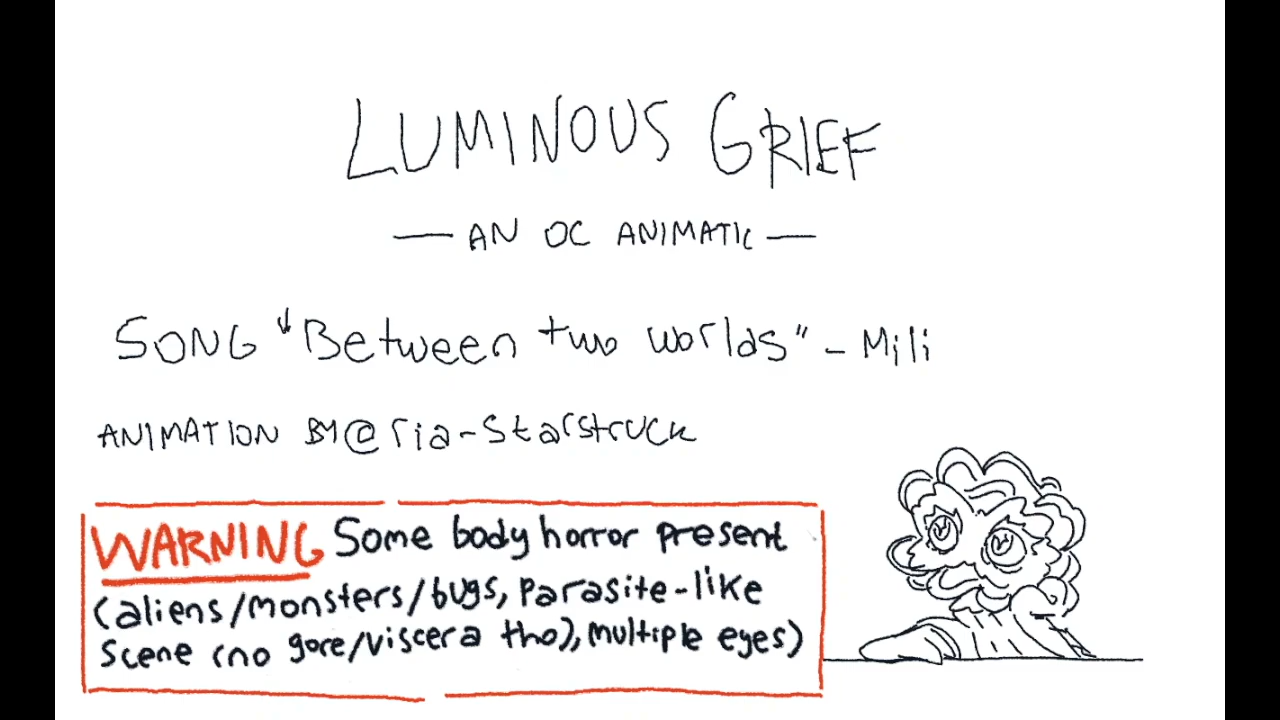 LUMINOUS GRIEF
— AN OC ANIMATIC —
SONG "Between two worlds" - Mili
ANIMATION BY @ria-starstruck
WARNING Some body horror present
(aliens/monsters/bugs, parasite-like
scene (no gore/viscera tho), multiple eyes)